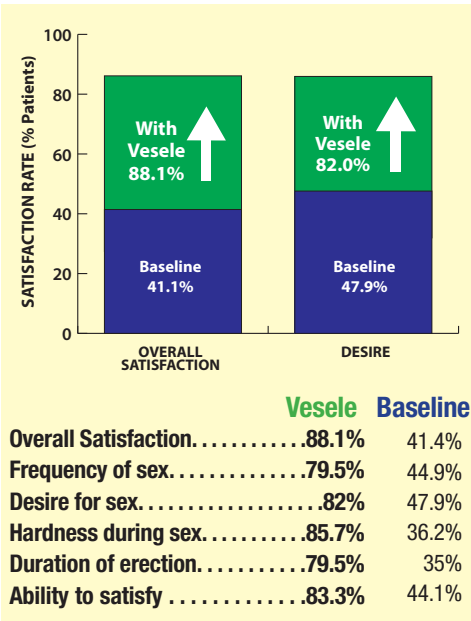 SATISFACTION RATE (% Patients)
100
80
60
40
20
0
With
Vesele
88.1%
Baseline
41.1%
With
Vesele
82.0%
Baseline
47.9%
OVERALL
SATISFACTION
DESIRE
Vesele Baseline
Overall Satisfaction. . . . . . . . . . . .88.1% 41.4%
Frequency of sex. . . . . . . . . . . . .79.5% 44.9%
Desire for sex. . . . . . . . . . . . . . . . . .82% 47.9%
Hardness during sex. . . . . . . . . .85.7% 36.2%
Duration of erection. . . . . . . . . . .79.5% 35%
Ability to satisfy . . . . . . . . . . . . .83.3% 44.1%